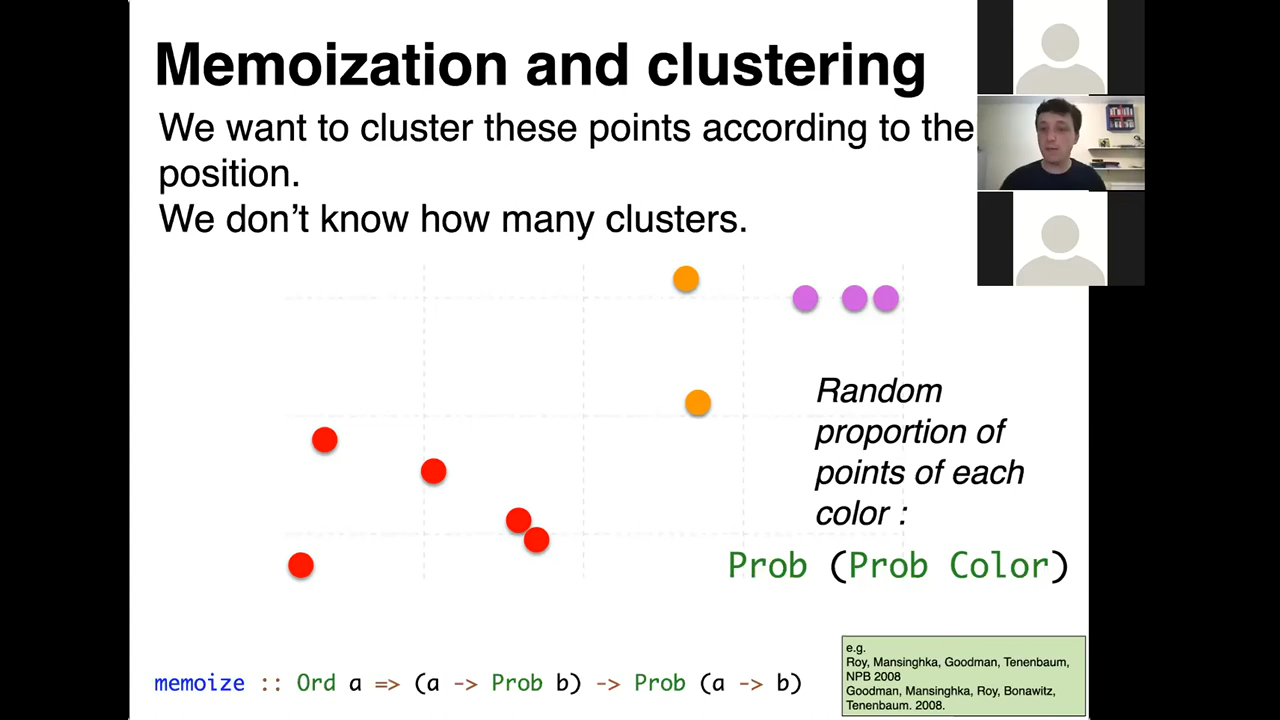 Memoization and clustering
We want to cluster these points according to the
position.
We don’t know how many clusters.
Random
proportion of
points of each
color :
Prob (Prob Color)
memoize :: Ord a => (a -> Prob b) -> Prob (a -> b)
e.g.
Roy, Mansinghka, Goodman, Tenenbaum,
NPB 2008
Goodman, Mansinghka, Roy, Bonawitz,
Tenenbaum. 2008.